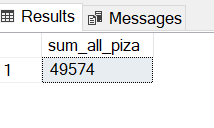 Results Messages
sum_all_piza
1 49574